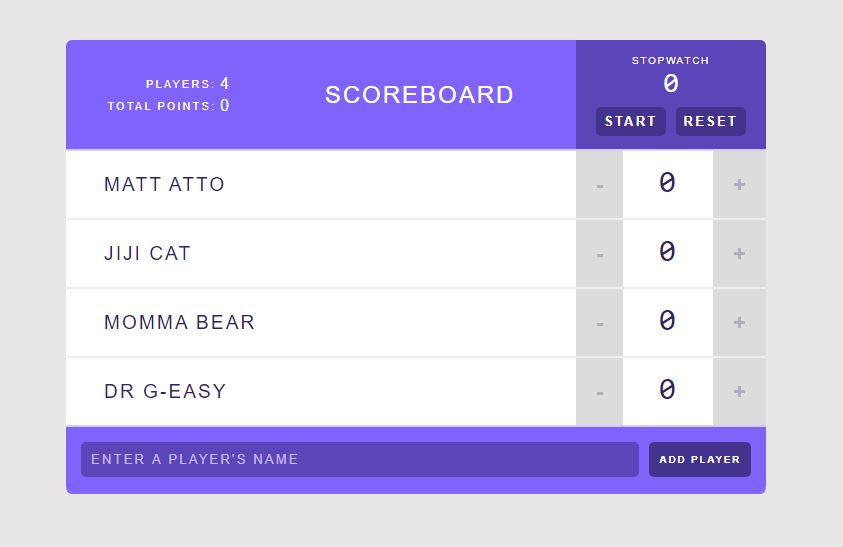 PLAYERS: 4
TOTAL POINTS: 0
SCOREBOARD
STOPWATCH
0
START RESET
MATT ATTO - 0 +
JIJI CAT - 0 +
MOMMA BEAR - 0 +
DR G-EASY - 0 +
ENTER A PLAYER'S NAME ADD PLAYER